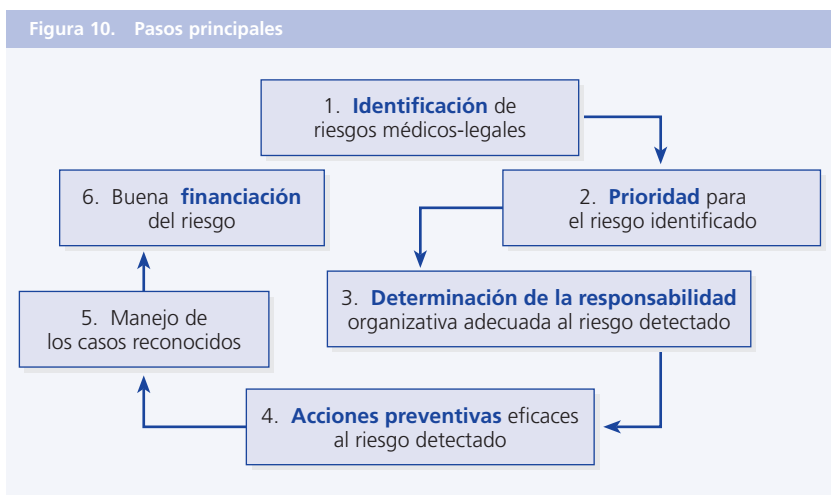 Figura 10. Pasos principales
1. Identificación de
riesgos médicos-legales
2. Prioridad para
el riesgo identificado
3. Determinación de la responsabilidad
organizativa adecuada al riesgo detectado
4. Acciones preventivas eficaces
al riesgo detectado
5. Manejo de
los casos reconocidos
6. Buena financiación
del riesgo